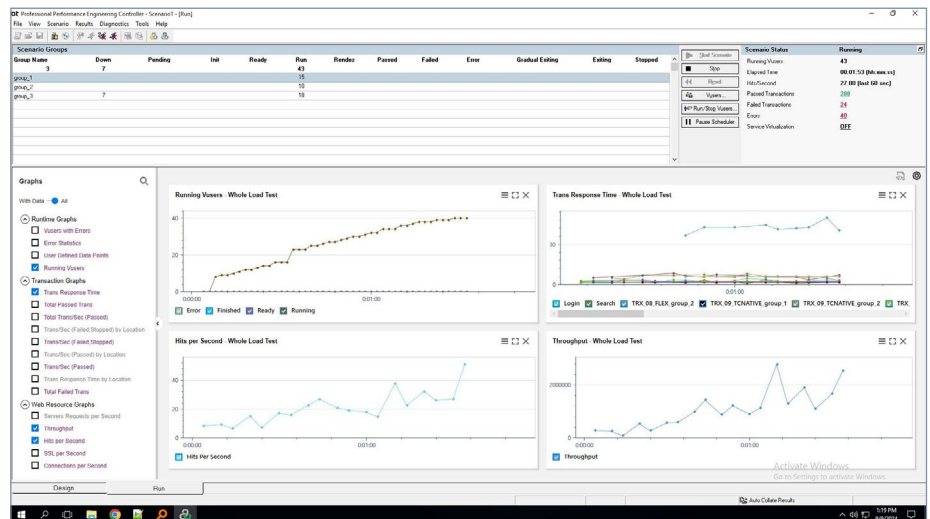 Professional Performance Engineering Controller - Scenario1 - [Run]
File View Scenario Results Diagnostics Tools Help
Scenario Groups
Group Name Down Pending Init Ready Run Rendez Passed Failed Error Gradual Exiting Exiting Stopped
3 7 43
group_1 15
group_2 10
group_3 7 18
Start Scenario
Stop
Reset
Vusers...
Run/Stop Vusers...
Pause Scheduler
Scenario Status Running
Running Vusers 43
Elapsed Time 00:01:53 (hh:mm:ss)
Hits/Second 27.00 (last 60 sec)
Passed Transactions
Failed Transactions 24
Errors 40
Service Virtualization OFF
Graphs
With Data All
Runtime Graphs
Vusers with Errors
Error Statistics
User Defined Data Points
Running Vusers
Transaction Graphs
Trans Response Time
Total Passed Trans
Total Trans/Sec (Passed)
Trans/Sec (Failed,Stopped) by Location
Trans/Sec (Failed,Stopped)
Trans/Sec (Passed) by Location
Trans/Sec (Passed)
Trans Response Time by Location
Total Failed Trans
Web Resource Graphs
Servers Requests per Second
Throughput
Hits per Second
SSL per Second
Connections per Second
Running Vusers - Whole Load Test
40
20
0
0:00:00 0:01:00
Error Finished Ready Running
Trans Response Time - Whole Load Test
30
0
0:01:00
Login Search TRX_08_FLEX_group_2 TRX_09_TCNATIVE_group_1 TRX_09_TCNATIVE_group_2 TRX
Hits per Second - Whole Load Test
40
20
0
0:00:00 0:01:00
Hits Per Second
Throughput - Whole Load Test
2000000
0
0:00:00 0:01:00
Throughput
Activate Windows
Go to Settings to activate Windows.
Design Run
Auto Collate Results
1:19 PM